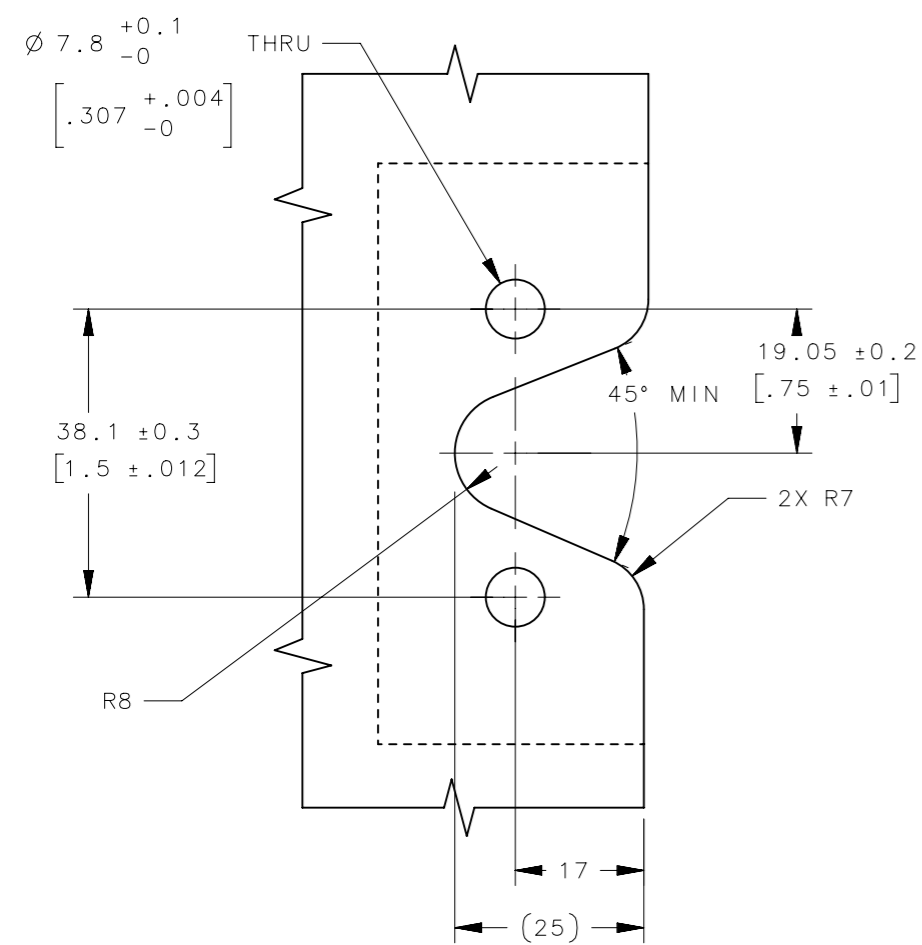 Ø 7.8 +0.1
-0
[.307 +.004
-0]
THRU
19.05 ±0.2
[.75 ±.01]
45° MIN
38.1 ±0.3
[1.5 ±.012]
2X R7
R8
17
(25)